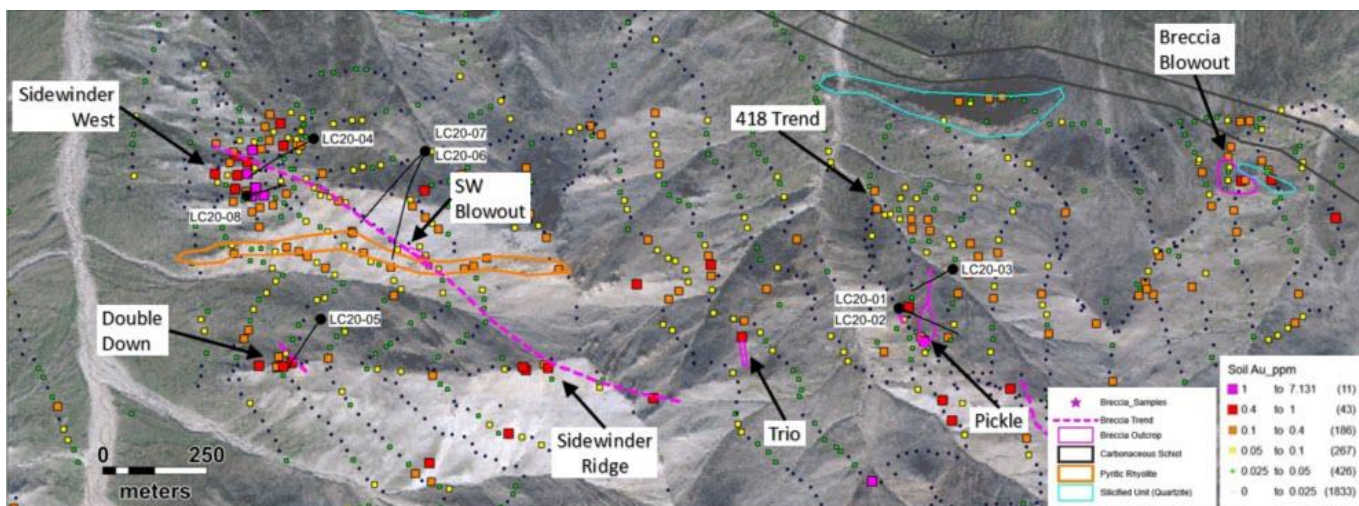 Breccia
Blowout
Sidewinder
West
LC20-04
LC20-07
LC20-06
418 Trend
SW
Blowout
LC20-08
LC20-03
LC20-01
LC20-02
Double
Down
LC20-05
Sidewinder
Ridge
Trio
Pickle
0 250
meters
Breccia_Samples
Breccia Trend
Breccia Outcrop
Carbonaceous Schist
Pyritic Rhyolite
Silicified Unit (Quartzite)
Soil Au_ppm
1 to 7.131 (11)
0.4 to 1 (43)
0.1 to 0.4 (186)
0.05 to 0.1 (267)
0.025 to 0.05 (426)
0 to 0.025 (1833)